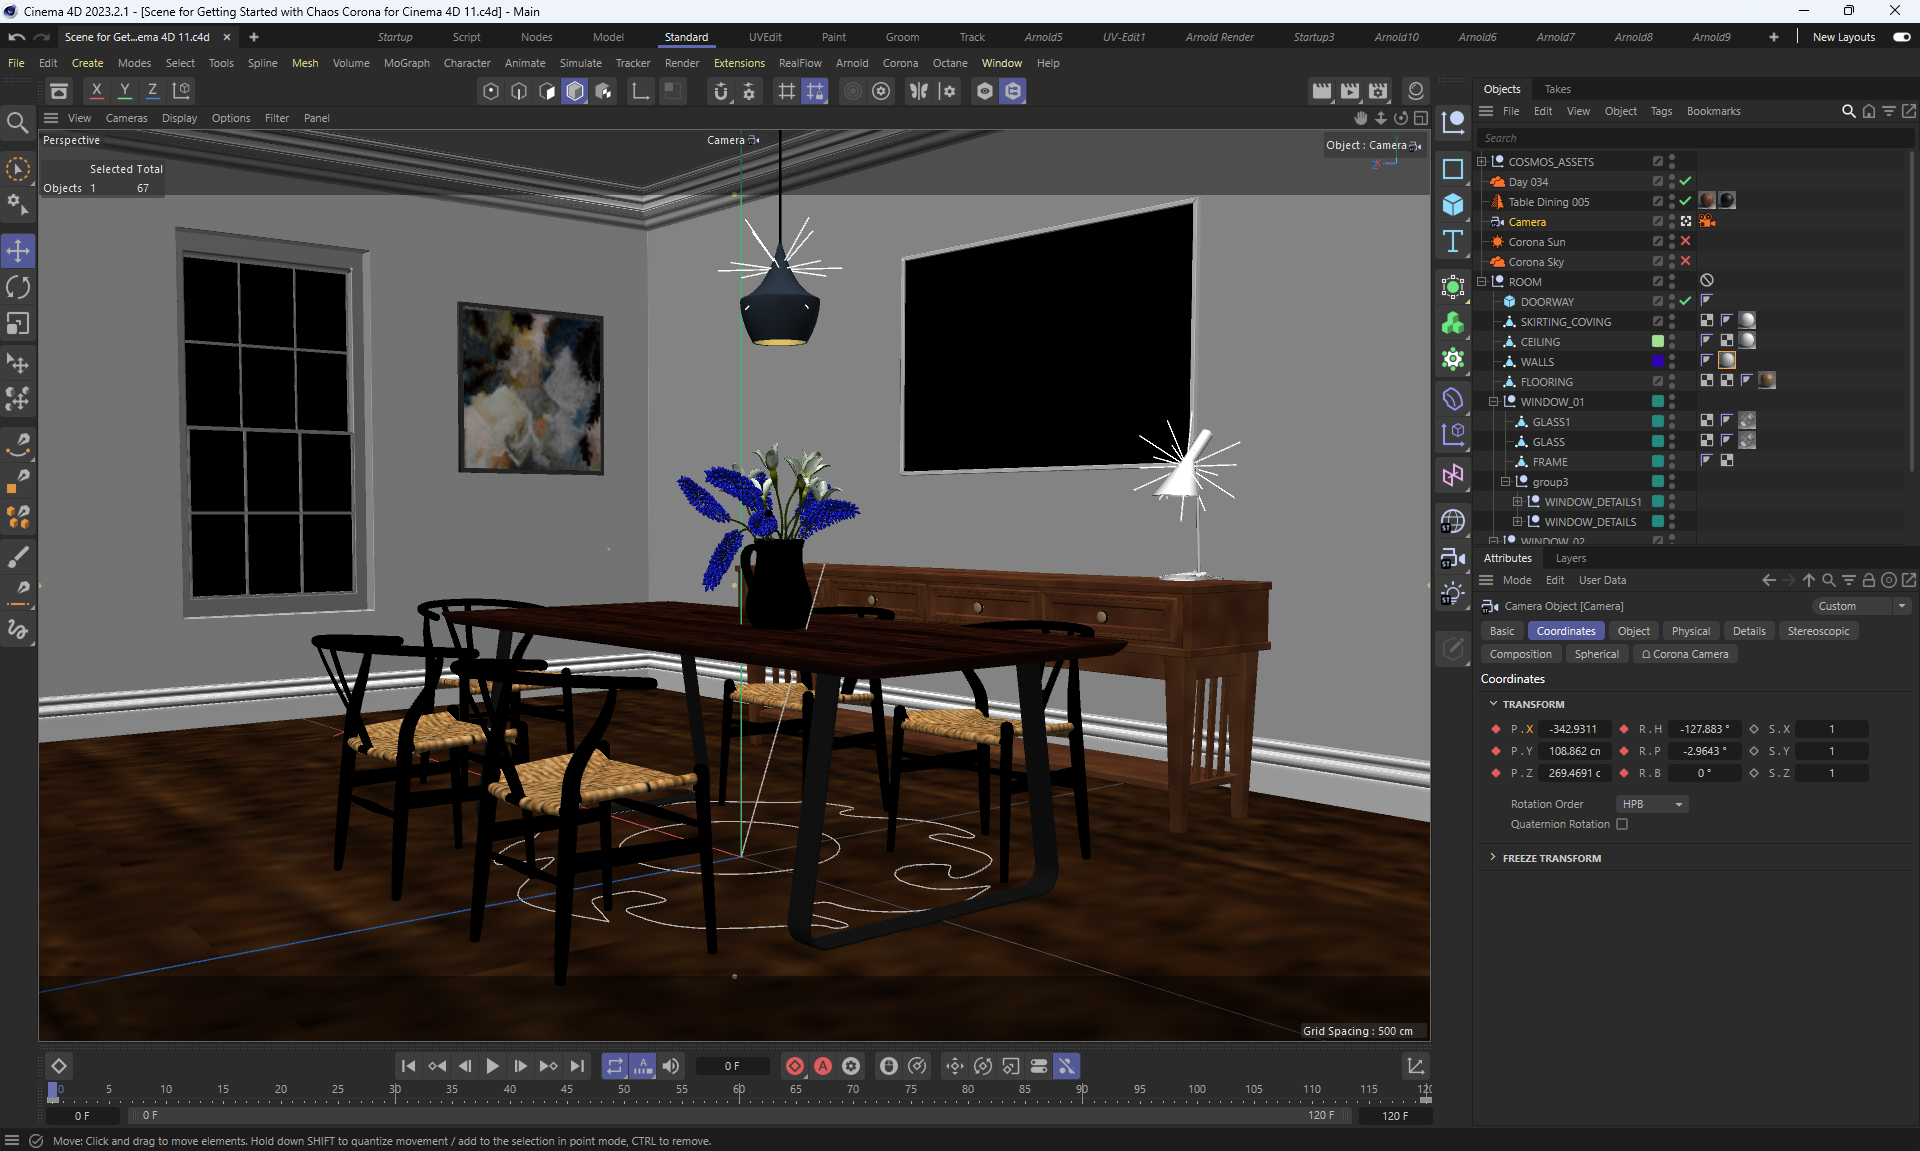 Cinema 4D 2023.2.1 - [Scene for Getting Started with Chaos Corona for Cinema 4D 11.c4d] - Main
Scene for Get...ema 4D 11.c4d
Startup Script Nodes Model Standard UVEdit Paint Groom Track Arnold5 UV-Edit1 Arnold Render Startup3 Arnold10 Arnold6 Arnold7 Arnold8 Arnold9 New Layouts
File Edit Create Modes Select Tools Spline Mesh Volume MoGraph Character Animate Simulate Tracker Render Extensions RealFlow Arnold Corona Octane Window Help
X Y Z
Objects Takes
File Edit View Object Tags Bookmarks
View Cameras Display Options Filter Panel
Search
Perspective
Camera
Object : Camera
Y
X
Z
Selected Total
Objects 1 67
COSMOS_ASSETS
Day 034
Table Dining 005
Camera
Corona Sun
Corona Sky
ROOM
DOORWAY
SKIRTING_COVING
CEILING
WALLS
FLOORING
WINDOW_01
GLASS1
GLASS
FRAME
group3
WINDOW_DETAILS1
WINDOW_DETAILS
WINDOW_02
ST
ST
ST
Attributes Layers
Mode Edit User Data
Camera Object [Camera]
Custom
Basic Coordinates Object Physical Details Stereoscopic
Composition Spherical Corona Camera
Coordinates
TRANSFORM
P . X -342.9311 R . H -127.883 ° S . X 1
P . Y 108.862 cn R . P -2.9643 ° S . Y 1
P . Z 269.4691 c R . B 0 ° S . Z 1
Rotation Order HPB
Quaternion Rotation
FREEZE TRANSFORM
Grid Spacing : 500 cm
A
0 F
A
0 5 10 15 20 25 30 35 40 45 50 55 60 65 70 75 80 85 90 95 100 105 110 115 120
0 F
0 F
120 F
120 F
Move: Click and drag to move elements. Hold down SHIFT to quantize movement / add to the selection in point mode, CTRL to remove.